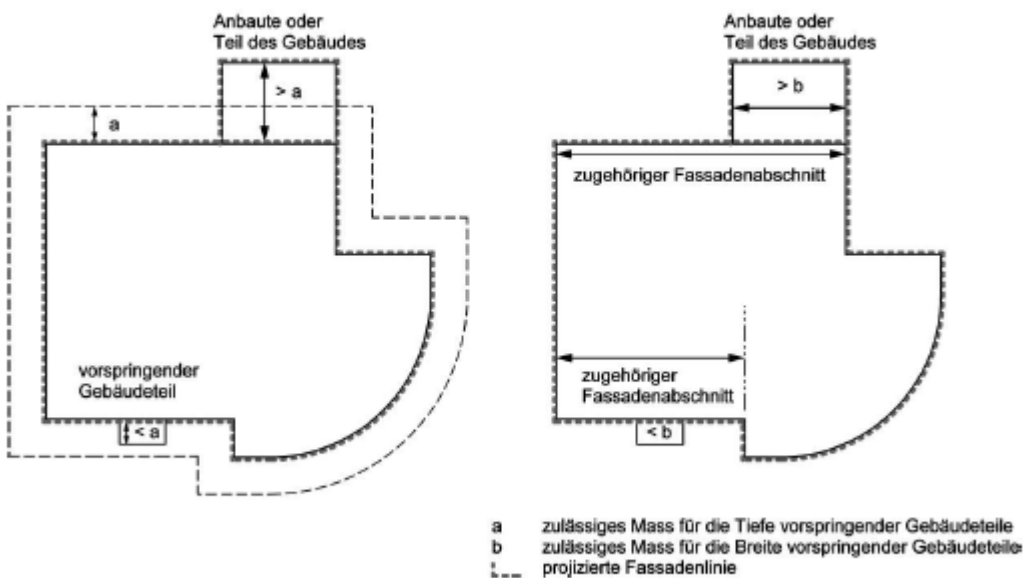 Anbaute oder
Teil des Gebäudes
> a
a
vorspringender
Gebäudeteil
< a
Anbaute oder
Teil des Gebäudes
> b
zugehöriger Fassadenabschnitt
zugehöriger
Fassadenabschnitt
< b
a zulässiges Mass für die Tiefe vorspringender Gebäudeteile
b zulässiges Mass für die Breite vorspringender Gebäudeteile
projizierte Fassadenlinie